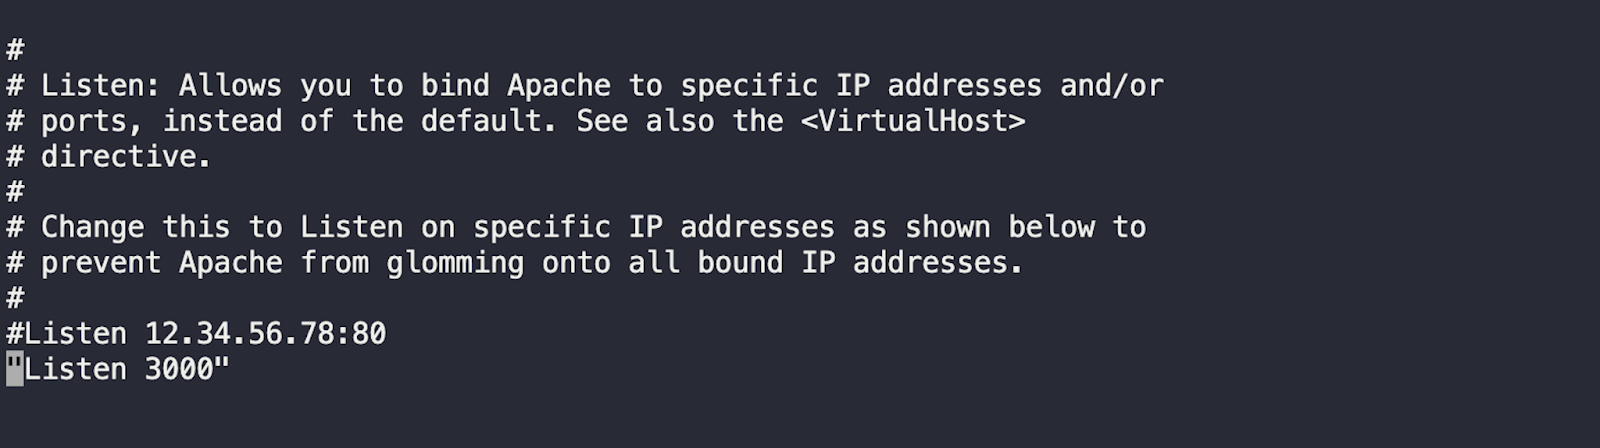 #
# Listen: Allows you to bind Apache to specific IP addresses and/or
# ports, instead of the default. See also the <VirtualHost>
# directive.
#
# Change this to Listen on specific IP addresses as shown below to
# prevent Apache from glomming onto all bound IP addresses.
#
#Listen 12.34.56.78:80
"Listen 3000"